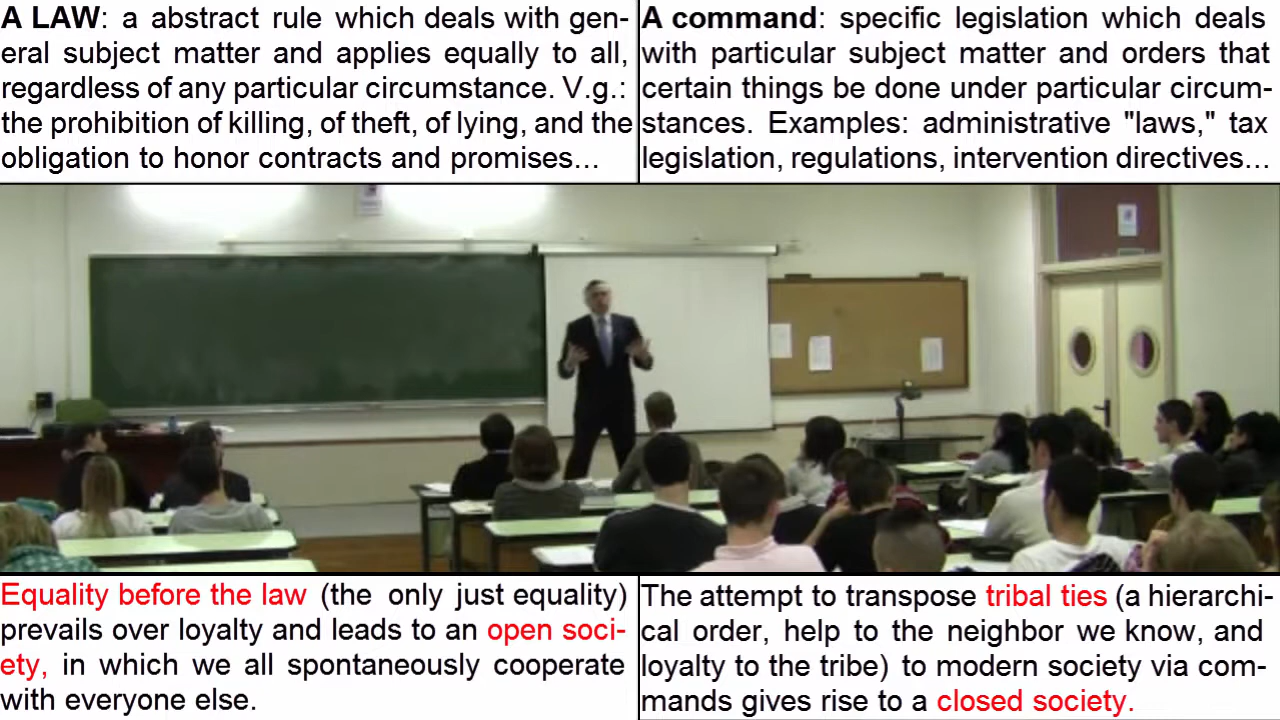 A LAW: a abstract rule which deals with gen-
eral subject matter and applies equally to all,
regardless of any particular circumstance. V.g.:
the prohibition of killing, of theft, of lying, and the
obligation to honor contracts and promises...
A command: specific legislation which deals
with particular subject matter and orders that
certain things be done under particular circum-
stances. Examples: administrative "laws," tax
legislation, regulations, intervention directives...
Equality before the law (the only just equality)
prevails over loyalty and leads to an open soci-
ety, in which we all spontaneously cooperate
with everyone else.
The attempt to transpose tribal ties (a hierarchi-
cal order, help to the neighbor we know, and
loyalty to the tribe) to modern society via com-
mands gives rise to a closed society.